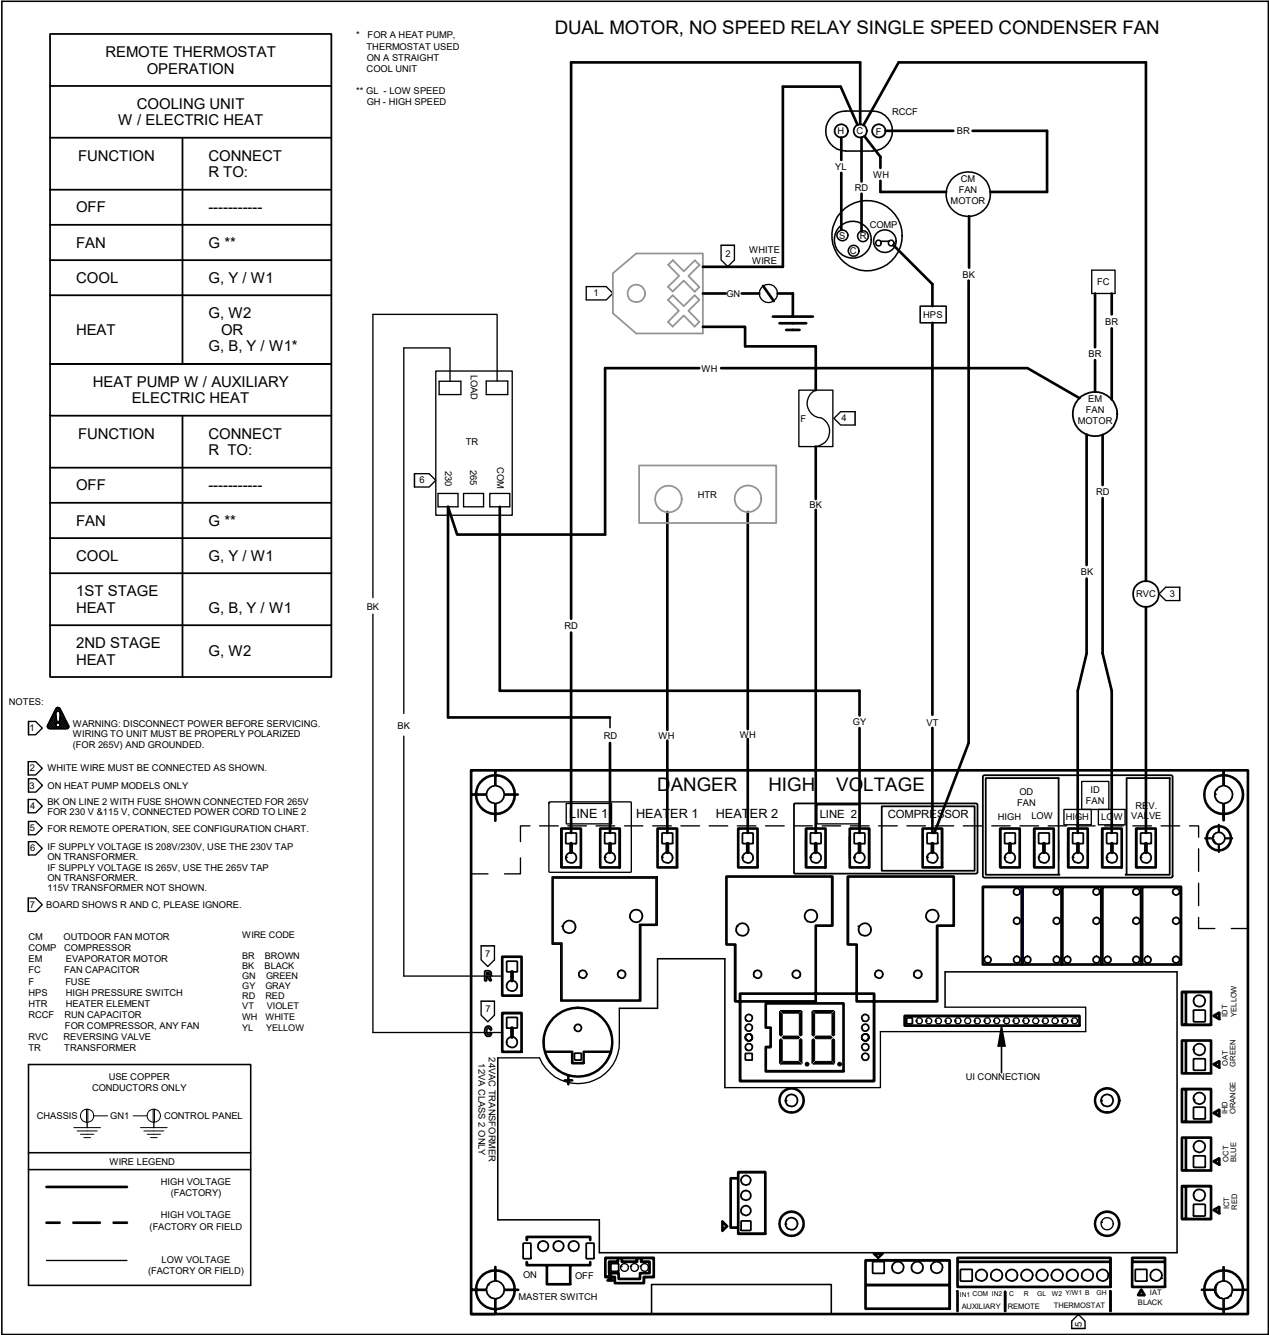 DUAL MOTOR, NO SPEED RELAY SINGLE SPEED CONDENSER FAN
REMOTE THERMOSTAT
OPERATION
COOLING UNIT
W / ELECTRIC HEAT
FUNCTION CONNECT
R TO:
OFF -----------
FAN G **
COOL G, Y / W1
HEAT G, W2
OR
G, B, Y / W1*
HEAT PUMP W / AUXILIARY
ELECTRIC HEAT
FUNCTION CONNECT
R TO:
OFF -----------
FAN G **
COOL G, Y / W1
1ST STAGE
HEAT G, B, Y / W1
2ND STAGE
HEAT G, W2
* FOR A HEAT PUMP,
THERMOSTAT USED
ON A STRAIGHT
COOL UNIT
** GL - LOW SPEED
GH - HIGH SPEED
RCCF
H C F
BR
YL
RD
WH
CM
FAN
MOTOR
S R
C
COMP
2
WHITE
WIRE
1
GN
BK
HPS
FC
BR
BR
WH
EM
FAN
MOTOR
LOAD
TR
6
230
265
COM
F
4
HTR
BK
RD
BK
RVC
3
BK
RD
BK
RD
WH
WH
GY
VT
NOTES:
1 WARNING: DISCONNECT POWER BEFORE SERVICING.
WIRING TO UNIT MUST BE PROPERLY POLARIZED
(FOR 265V) AND GROUNDED.
2 WHITE WIRE MUST BE CONNECTED AS SHOWN.
3 ON HEAT PUMP MODELS ONLY
4 BK ON LINE 2 WITH FUSE SHOWN CONNECTED FOR 265V
FOR 230 V &115 V, CONNECTED POWER CORD TO LINE 2
5 FOR REMOTE OPERATION, SEE CONFIGURATION CHART.
6 IF SUPPLY VOLTAGE IS 208V/230V, USE THE 230V TAP
ON TRANSFORMER.
IF SUPPLY VOLTAGE IS 265V, USE THE 265V TAP
ON TRANSFORMER.
115V TRANSFORMER NOT SHOWN.
7 BOARD SHOWS R AND C, PLEASE IGNORE.
CM OUTDOOR FAN MOTOR
COMP COMPRESSOR
EM EVAPORATOR MOTOR
FC FAN CAPACITOR
F FUSE
HPS HIGH PRESSURE SWITCH
HTR HEATER ELEMENT
RCCF RUN CAPACITOR
FOR COMPRESSOR, ANY FAN
RVC REVERSING VALVE
TR TRANSFORMER
WIRE CODE
BR BROWN
BK BLACK
GN GREEN
GY GRAY
RD RED
VT VIOLET
WH WHITE
YL YELLOW
USE COPPER
CONDUCTORS ONLY
CHASSIS GN1 CONTROL PANEL
WIRE LEGEND
HIGH VOLTAGE
(FACTORY)
HIGH VOLTAGE
(FACTORY OR FIELD
LOW VOLTAGE
(FACTORY OR FIELD)
DANGER HIGH VOLTAGE
LINE 1 HEATER 1 HEATER 2 LINE 2 COMPRESSOR
OD
FAN
HIGH LOW
ID
FAN
HIGH LOW
REV.
VALVE
7
R
7
C
24VAC TRANSFORMER
12VA CLASS 2 ONLY
+
88.
UI CONNECTION
IDT
YELLOW
OAT
GREEN
IHD
ORANGE
OCT
BLUE
ICT
RED
ON OFF
MASTER SWITCH
IN1 COM IN2 C R GL W2 Y/W1 B GH
AUXILIARY REMOTE THERMOSTAT
5
IAT
BLACK